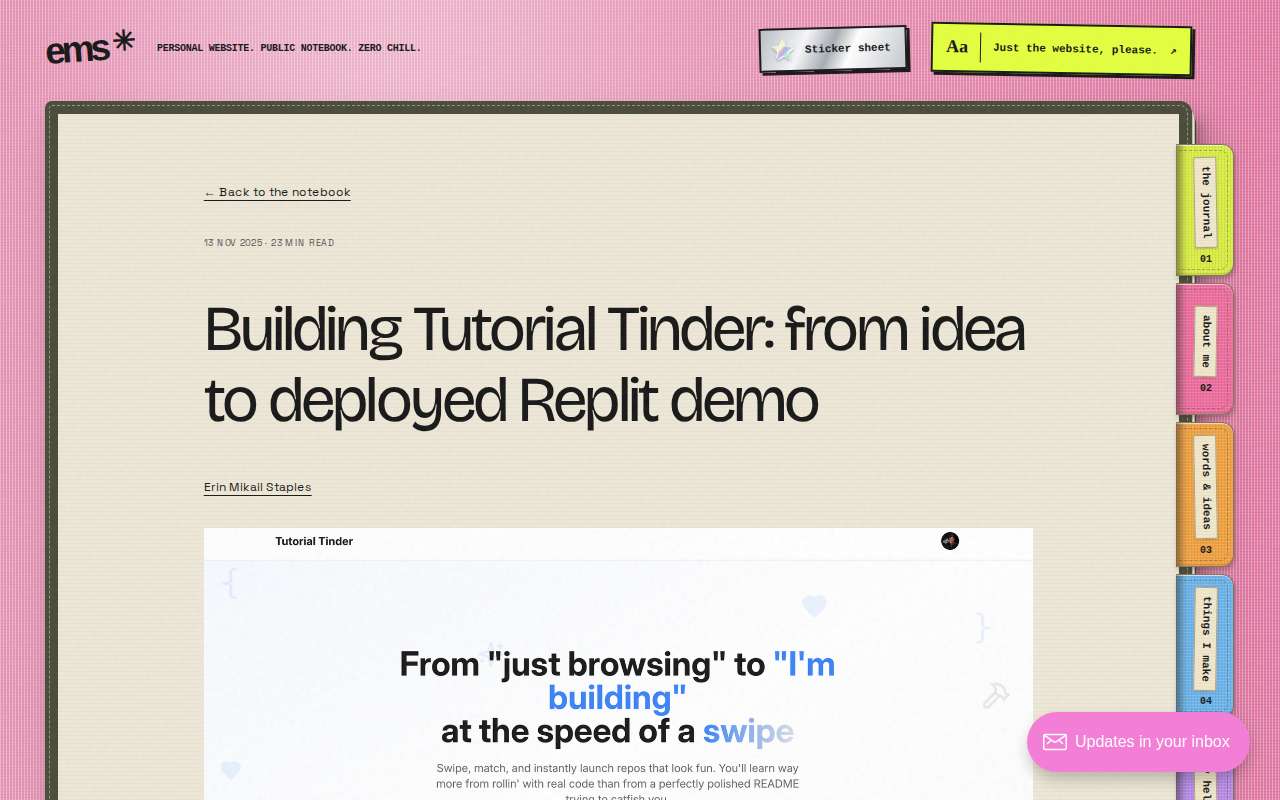 ems*
PERSONAL WEBSITE. PUBLIC NOTEBOOK. ZERO CHILL.
Sticker sheet
Aa
Just the website, please. ↗
← Back to the notebook
13 NOV 2025 · 23 MIN READ
Building Tutorial Tinder: from idea
to deployed Replit demo
Erin Mikail Staples
Tutorial Tinder
From "just browsing" to "I'm
building"
at the speed of a swipe
Swipe, match, and instantly launch repos that look fun. You'll learn way
more from rollin' with real code than from a perfectly polished README
trying to catfish you.
the journal
01
about me
02
words & ideas
03
things I make
04
Updates in your inbox